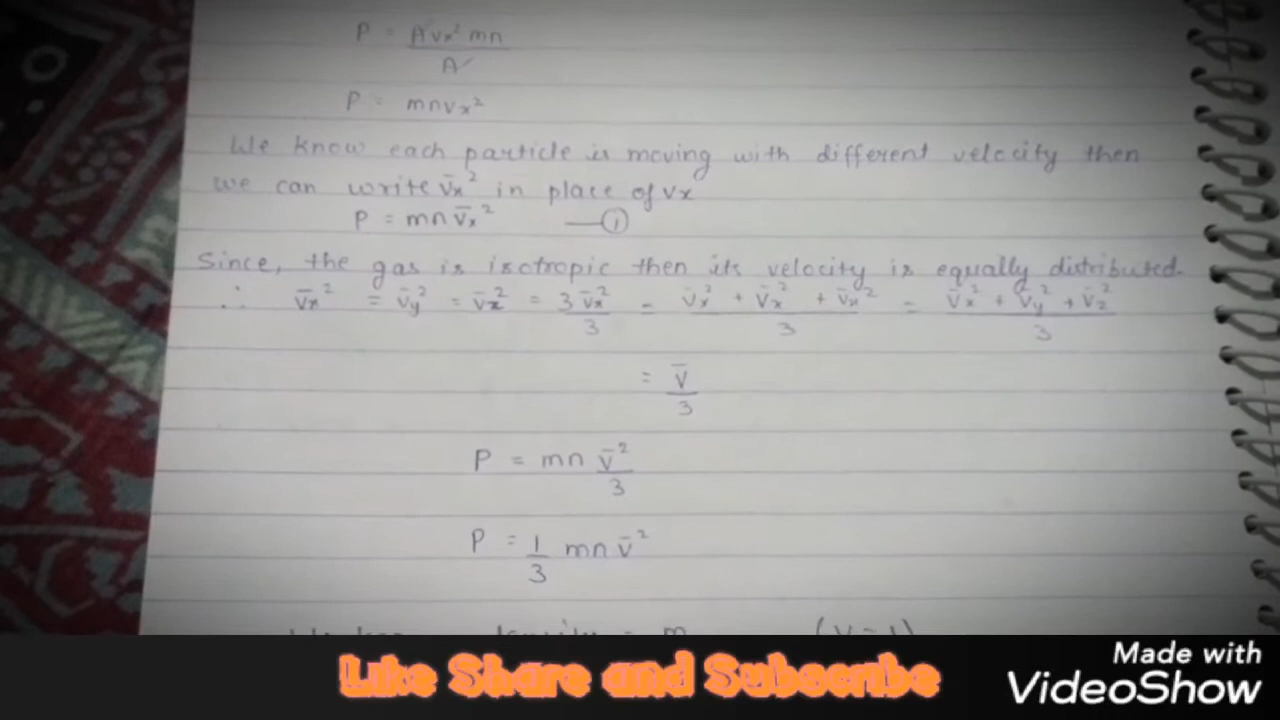 P = Avx² mn / A
P = mnvx²
We know each particle is moving with different velocity then
we can write v̄x² in place of vx
P = mn v̄x² —①
Since, the gas is isotropic then its velocity is equally distributed.
∴ v̄x² = v̄y² = v̄z² = 3v̄x²/3 = v̄x² + v̄x² + v̄x² / 3 = v̄x² + v̄y² + v̄z² / 3
= v̄/3
P = mn v̄²/3
P = 1/3 mn v̄²
density = m (V = 1)
Like Share and Subscribe
Made with
VideoShow